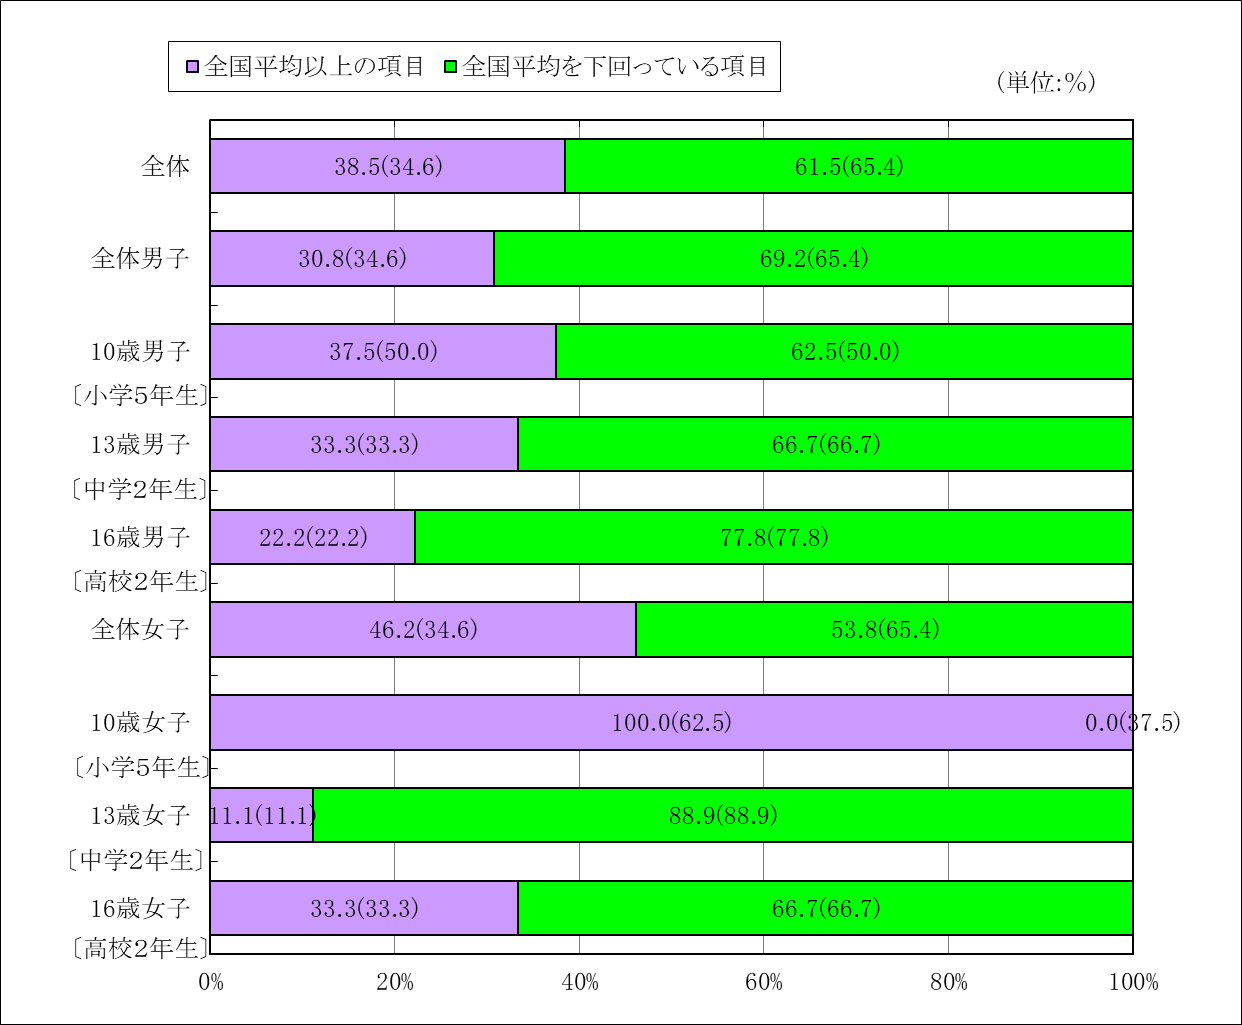 全国平均以上の項目 全国平均を下回っている項目
(単位:%)
全体 38.5(34.6) 61.5(65.4)
全体男子 30.8(34.6) 69.2(65.4)
10歳男子 37.5(50.0) 62.5(50.0)
〔小学5年生〕
13歳男子 33.3(33.3) 66.7(66.7)
〔中学2年生〕
16歳男子 22.2(22.2) 77.8(77.8)
〔高校2年生〕
全体女子 46.2(34.6) 53.8(65.4)
10歳女子 100.0(62.5) 0.0(37.5)
〔小学5年生〕
13歳女子 11.1(11.1) 88.9(88.9)
〔中学2年生〕
16歳女子 33.3(33.3) 66.7(66.7)
〔高校2年生〕
0% 20% 40% 60% 80% 100%